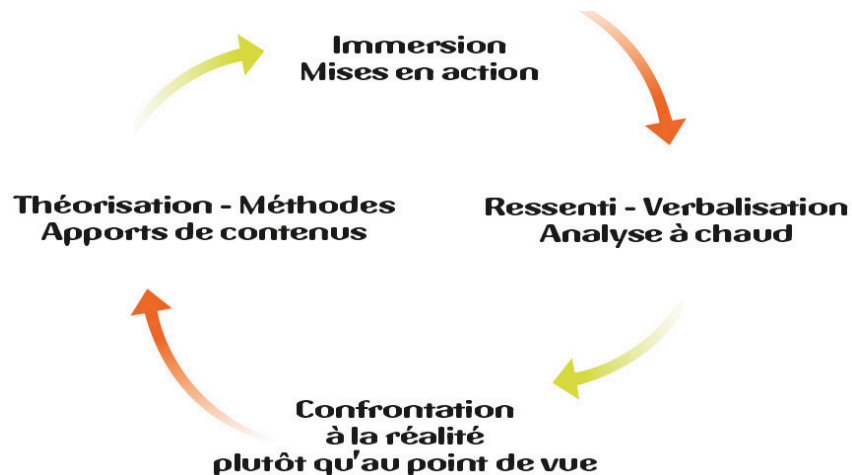 Immersion
Mises en action
Théorisation - Méthodes
Apports de contenus
Ressenti - Verbalisation
Analyse à chaud
Confrontation
à la réalité
plutôt qu'au point de vue